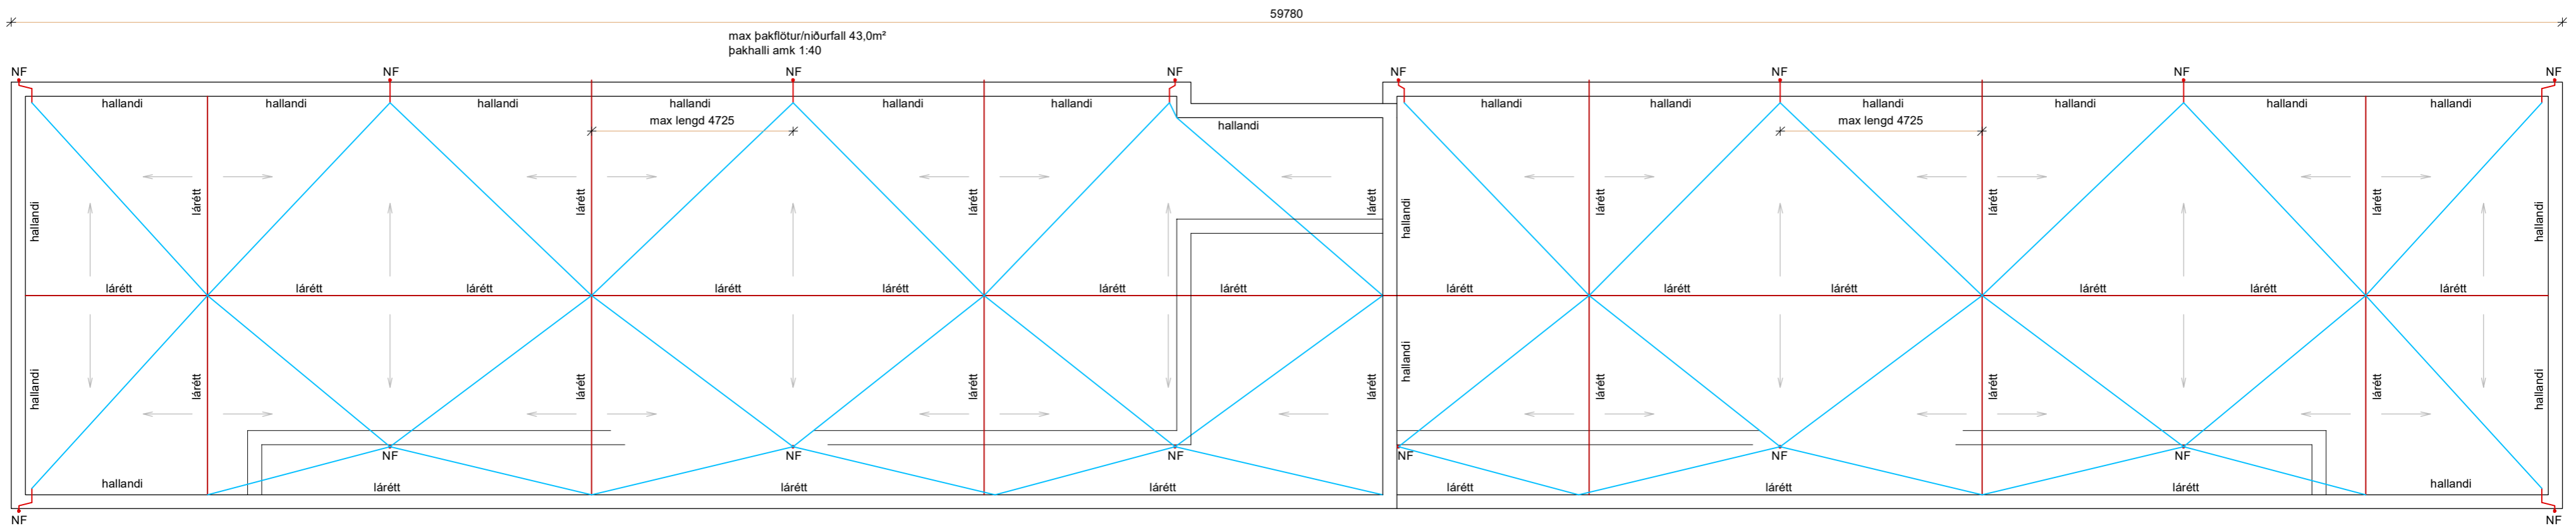 59780
max þakflötur/niðurfall 43,0m²
þakhalli amk 1:40
NF NF NF NF NF NF NF NF
hallandi hallandi hallandi hallandi hallandi hallandi hallandi hallandi hallandi hallandi hallandi hallandi
max lengd 4725 max lengd 4725
hallandi
lárétt lárétt lárétt lárétt lárétt lárétt lárétt
hallandi hallandi hallandi
lárétt lárétt lárétt lárétt lárétt lárétt lárétt lárétt lárétt lárétt lárétt lárétt lárétt
hallandi hallandi hallandi
lárétt lárétt lárétt lárétt lárétt lárétt lárétt
NF NF NF NF NF NF
hallandi lárétt lárétt lárétt lárétt lárétt lárétt hallandi
NF NF